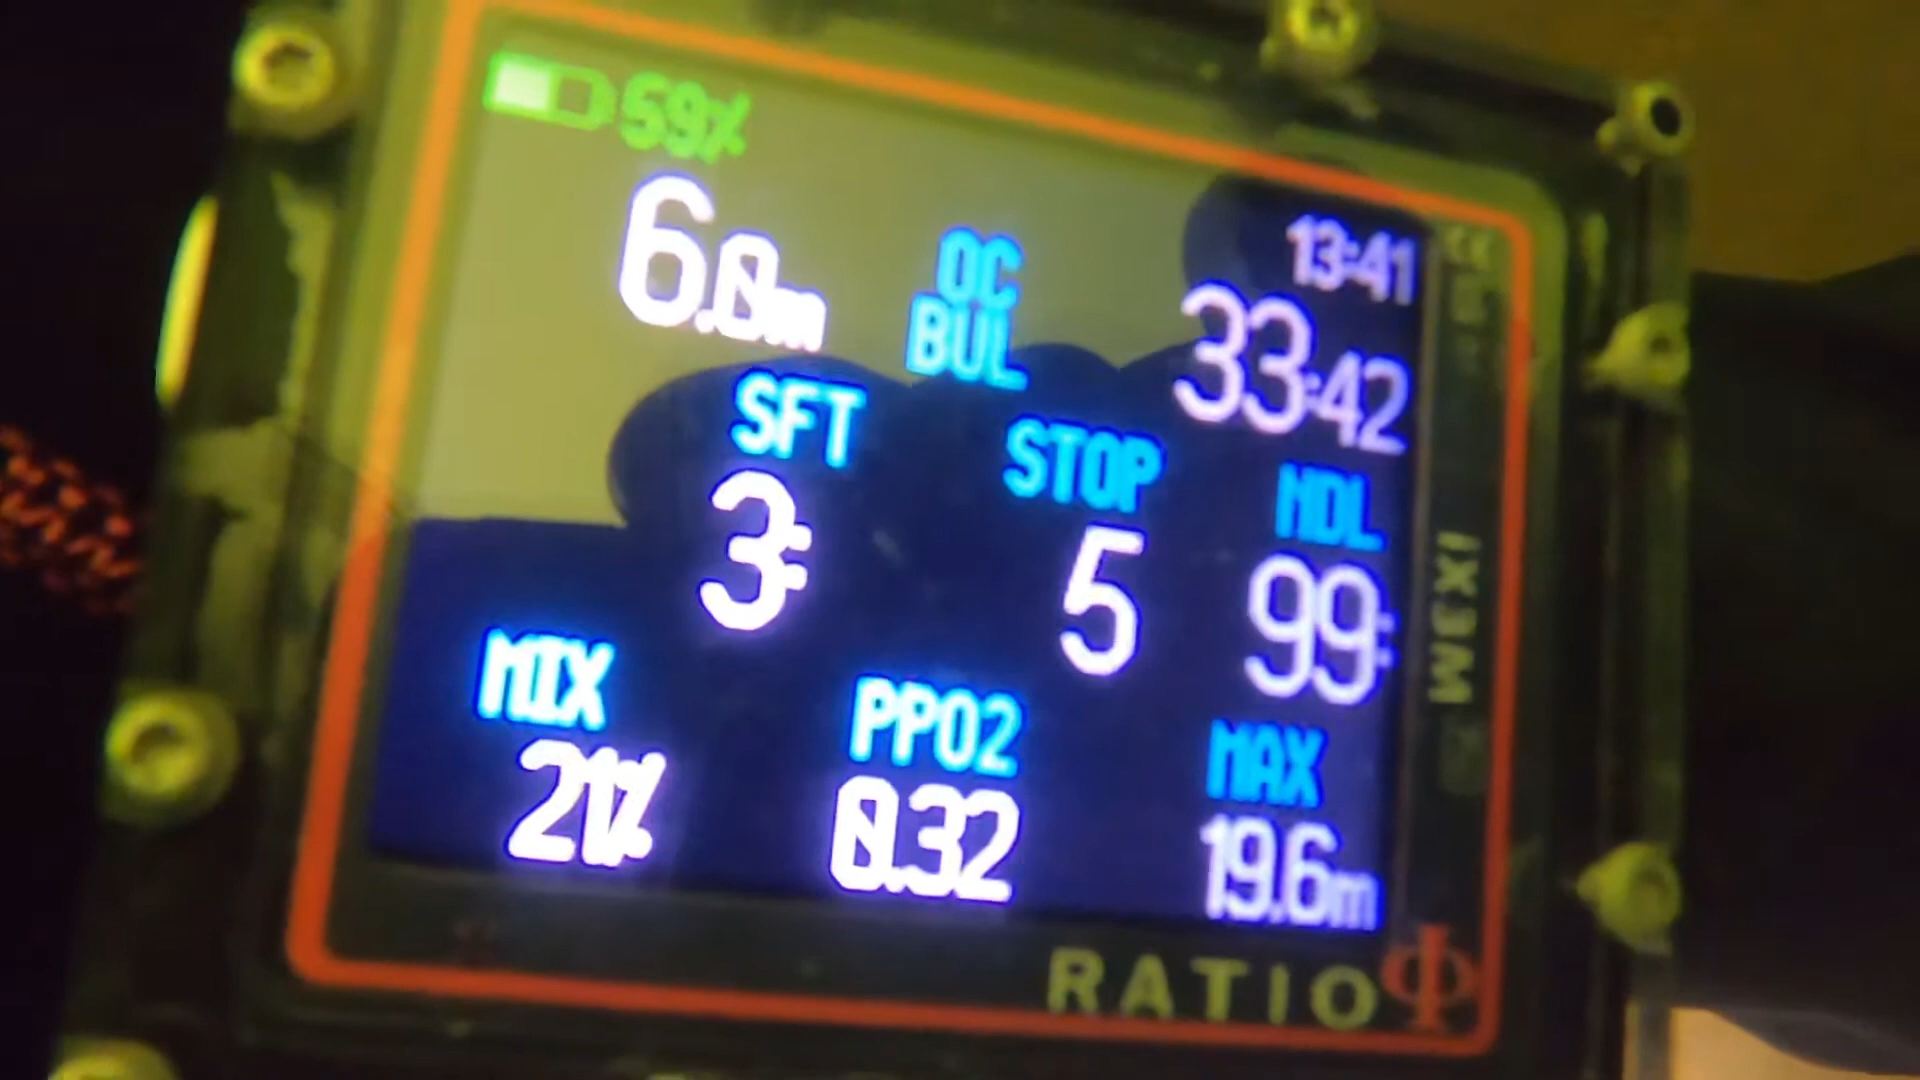 59%
13:41
6.0m OC BUL 33:42
SFT STOP NDL
3: 5 99:
MIX PPO2 MAX
21% 0.32 19.6m
iX3M
RATIO